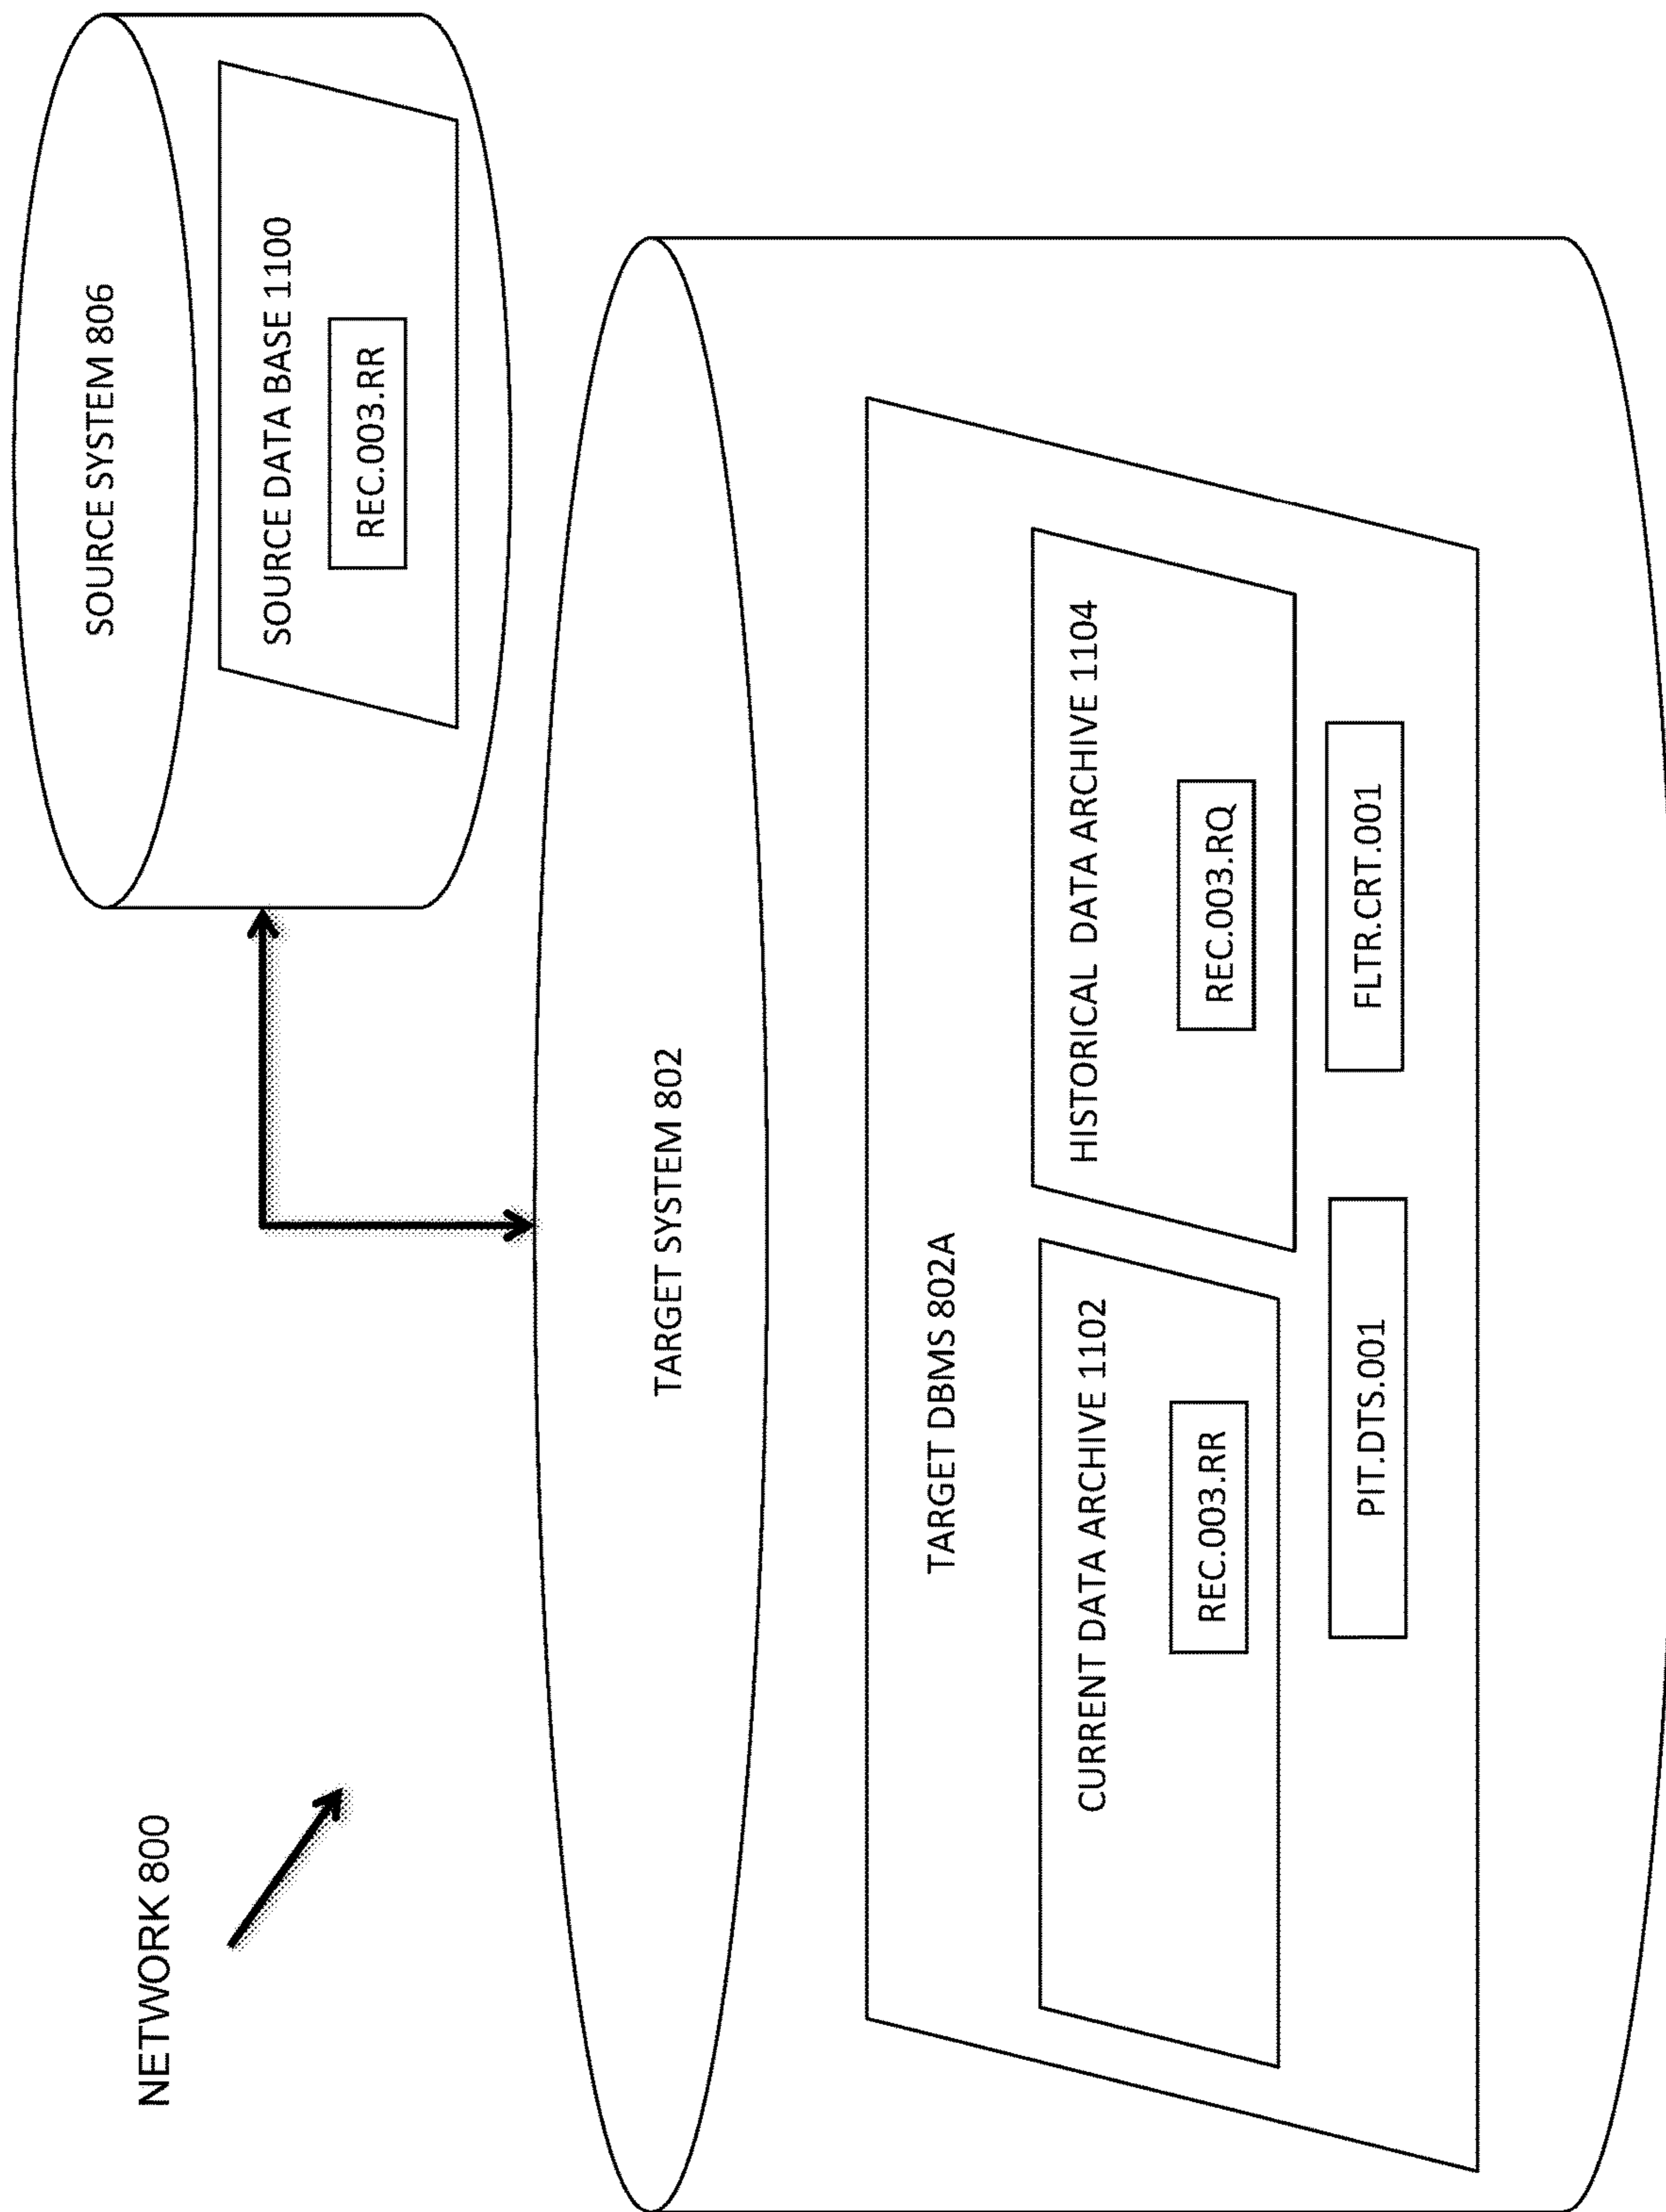 NETWORK 800
SOURCE SYSTEM 806
SOURCE DATA BASE 1100
REC.003.RR
TARGET SYSTEM 802
TARGET DBMS 802A
CURRENT DATA ARCHIVE 1102
REC.003.RR
HISTORICAL DATA ARCHIVE 1104
REC.003.RQ
PIT.DTS.001
FLTR.CRT.001